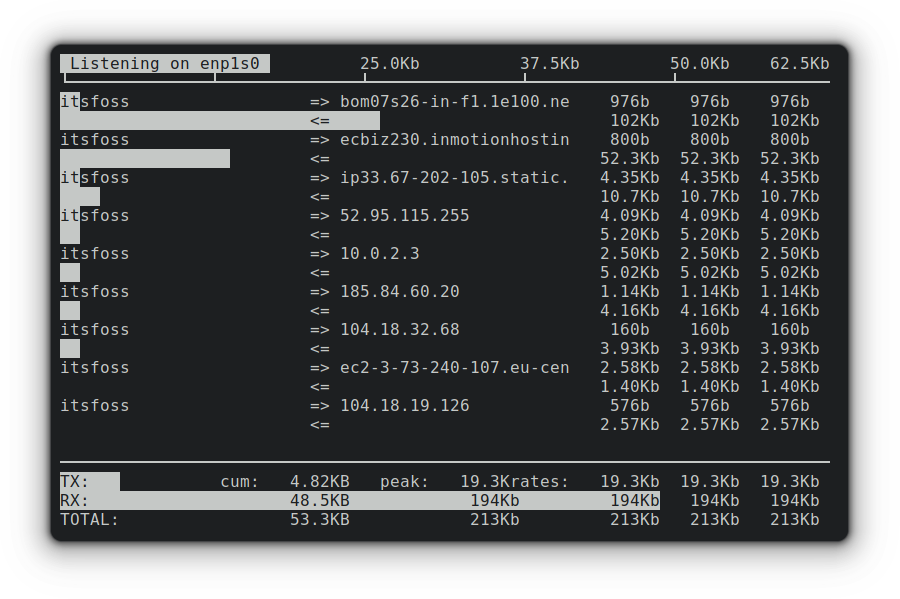 Listening on enp1s0 25.0Kb 37.5Kb 50.0Kb 62.5Kb
itsfoss => bom07s26-in-f1.1e100.ne 976b 976b 976b
<= 102Kb 102Kb 102Kb
itsfoss => ecbiz230.inmotionhostin 800b 800b 800b
<= 52.3Kb 52.3Kb 52.3Kb
itsfoss => ip33.67-202-105.static. 4.35Kb 4.35Kb 4.35Kb
<= 10.7Kb 10.7Kb 10.7Kb
itsfoss => 52.95.115.255 4.09Kb 4.09Kb 4.09Kb
<= 5.20Kb 5.20Kb 5.20Kb
itsfoss => 10.0.2.3 2.50Kb 2.50Kb 2.50Kb
<= 5.02Kb 5.02Kb 5.02Kb
itsfoss => 185.84.60.20 1.14Kb 1.14Kb 1.14Kb
<= 4.16Kb 4.16Kb 4.16Kb
itsfoss => 104.18.32.68 160b 160b 160b
<= 3.93Kb 3.93Kb 3.93Kb
itsfoss => ec2-3-73-240-107.eu-cen 2.58Kb 2.58Kb 2.58Kb
<= 1.40Kb 1.40Kb 1.40Kb
itsfoss => 104.18.19.126 576b 576b 576b
<= 2.57Kb 2.57Kb 2.57Kb
TX: cum: 4.82KB peak: 19.3Krates: 19.3Kb 19.3Kb 19.3Kb
RX: 48.5KB 194Kb 194Kb 194Kb 194Kb
TOTAL: 53.3KB 213Kb 213Kb 213Kb 213Kb